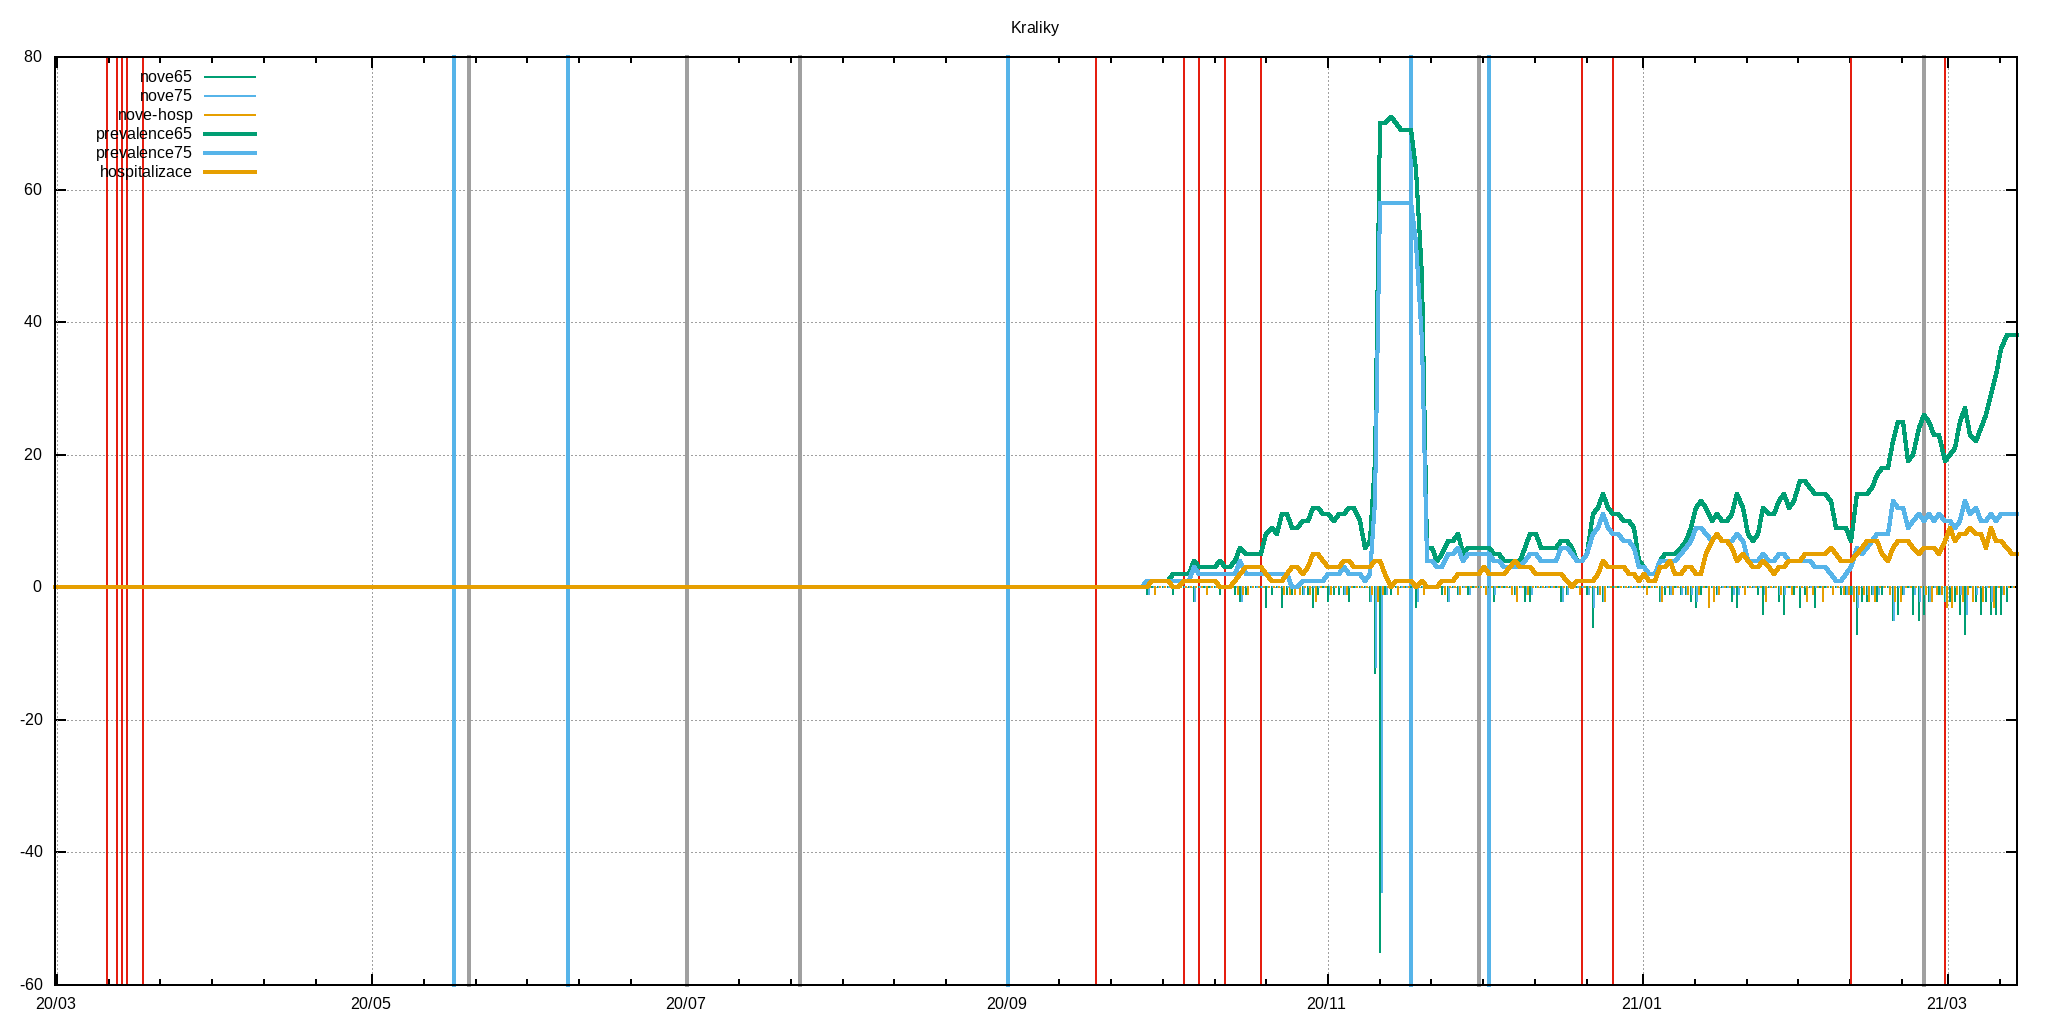 Kraliky
80
nove65
nove75
nove-hosp
prevalence65
prevalence75
hospitalizace
60
40
20
0
-20
-40
-60
20/03 20/05 20/07 20/09 20/11 21/01 21/03